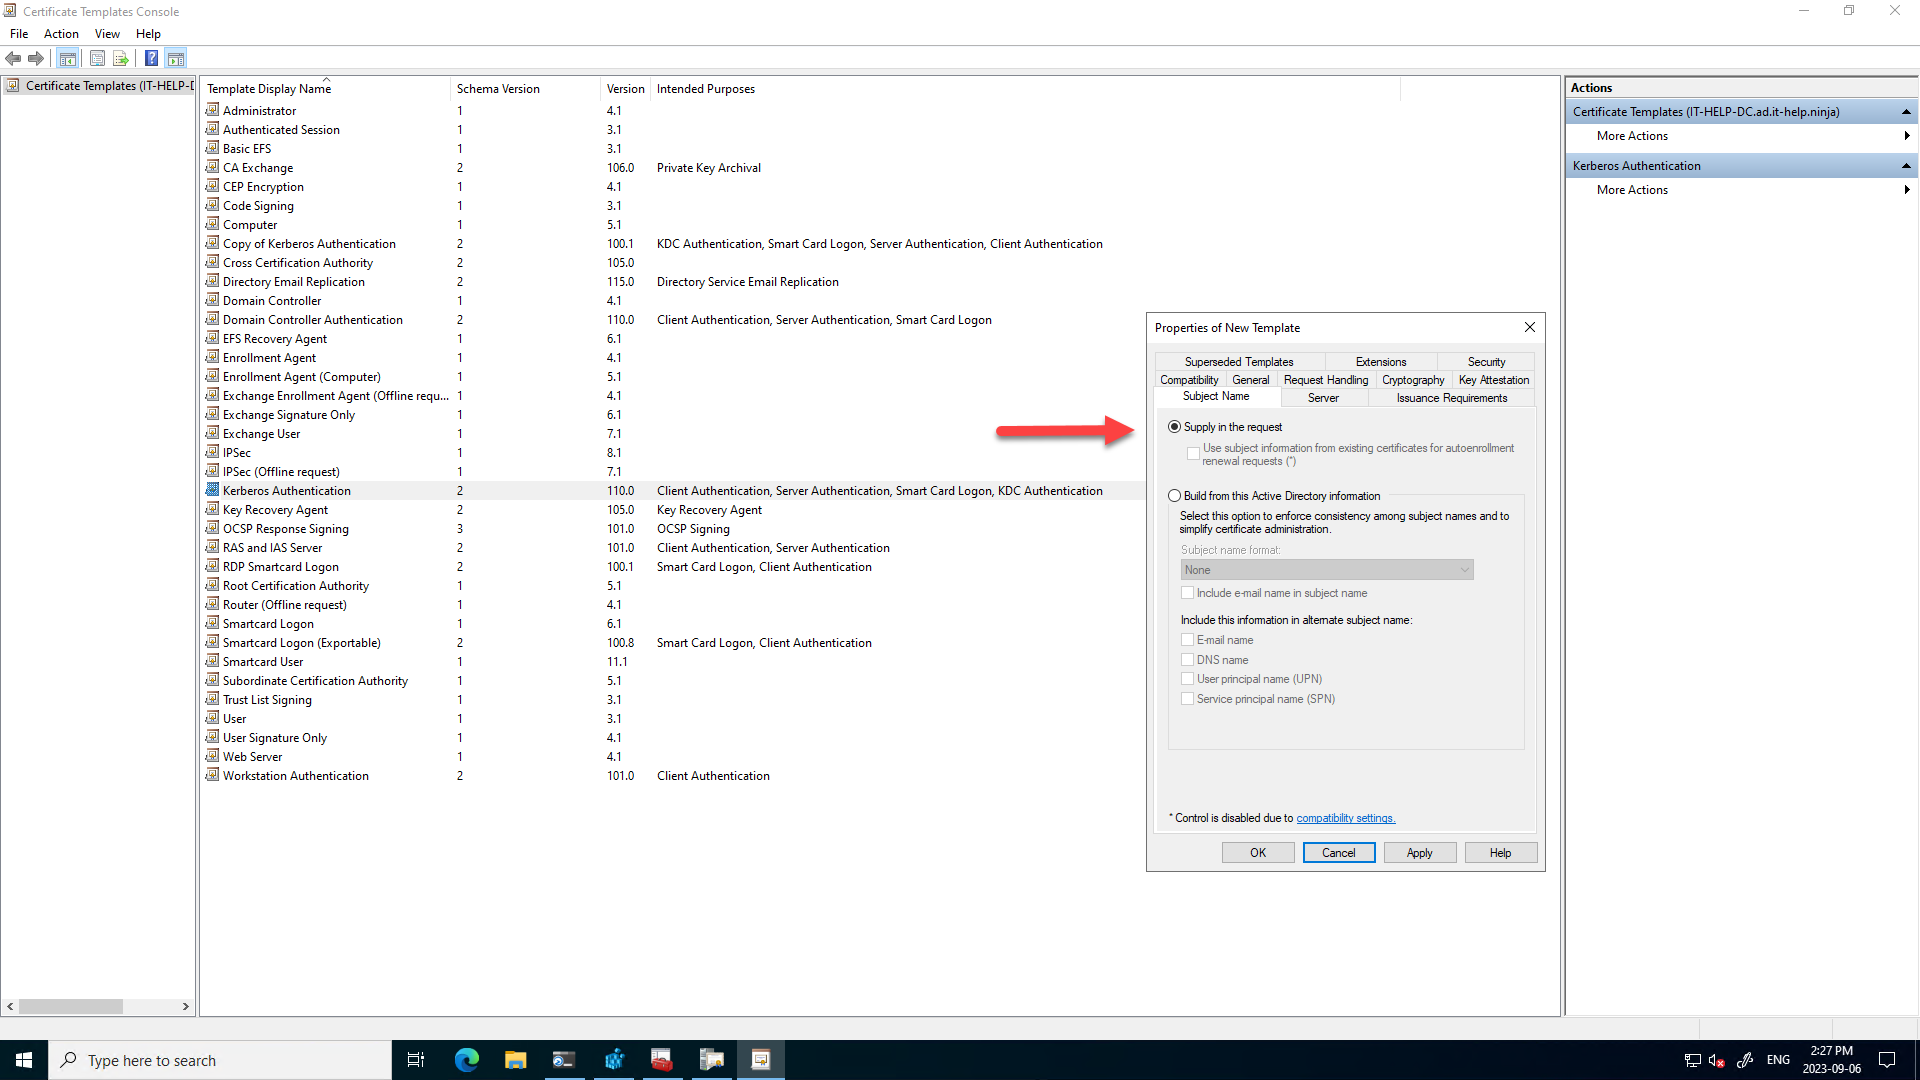 Certificate Templates Console
File Action View Help
Certificate Templates (IT-HELP-D
Template Display Name Schema Version Version Intended Purposes
Administrator 1 4.1
Authenticated Session 1 3.1
Basic EFS 1 3.1
CA Exchange 2 106.0 Private Key Archival
CEP Encryption 1 4.1
Code Signing 1 3.1
Computer 1 5.1
Copy of Kerberos Authentication 2 100.1 KDC Authentication, Smart Card Logon, Server Authentication, Client Authentication
Cross Certification Authority 2 105.0
Directory Email Replication 2 115.0 Directory Service Email Replication
Domain Controller 1 4.1
Domain Controller Authentication 2 110.0 Client Authentication, Server Authentication, Smart Card Logon
EFS Recovery Agent 1 6.1
Enrollment Agent 1 4.1
Enrollment Agent (Computer) 1 5.1
Exchange Enrollment Agent (Offline requ... 1 4.1
Exchange Signature Only 1 6.1
Exchange User 1 7.1
IPSec 1 8.1
IPSec (Offline request) 1 7.1
Kerberos Authentication 2 110.0 Client Authentication, Server Authentication, Smart Card Logon, KDC Authentication
Key Recovery Agent 2 105.0 Key Recovery Agent
OCSP Response Signing 3 101.0 OCSP Signing
RAS and IAS Server 2 101.0 Client Authentication, Server Authentication
RDP Smartcard Logon 2 100.1 Smart Card Logon, Client Authentication
Root Certification Authority 1 5.1
Router (Offline request) 1 4.1
Smartcard Logon 1 6.1
Smartcard Logon (Exportable) 2 100.8 Smart Card Logon, Client Authentication
Smartcard User 1 11.1
Subordinate Certification Authority 1 5.1
Trust List Signing 1 3.1
User 1 3.1
User Signature Only 1 4.1
Web Server 1 4.1
Workstation Authentication 2 101.0 Client Authentication
Properties of New Template
Superseded Templates Extensions Security
Compatibility General Request Handling Cryptography Key Attestation
Subject Name Server Issuance Requirements
Supply in the request
Use subject information from existing certificates for autoenrollment
renewal requests (*)
Build from this Active Directory information
Select this option to enforce consistency among subject names and to
simplify certificate administration.
Subject name format:
None
Include e-mail name in subject name
Include this information in alternate subject name:
E-mail name
DNS name
User principal name (UPN)
Service principal name (SPN)
* Control is disabled due to compatibility settings.
OK Cancel Apply Help
Actions
Certificate Templates (IT-HELP-DC.ad.it-help.ninja)
More Actions
Kerberos Authentication
More Actions
Type here to search
ENG
2:27 PM
2023-09-06